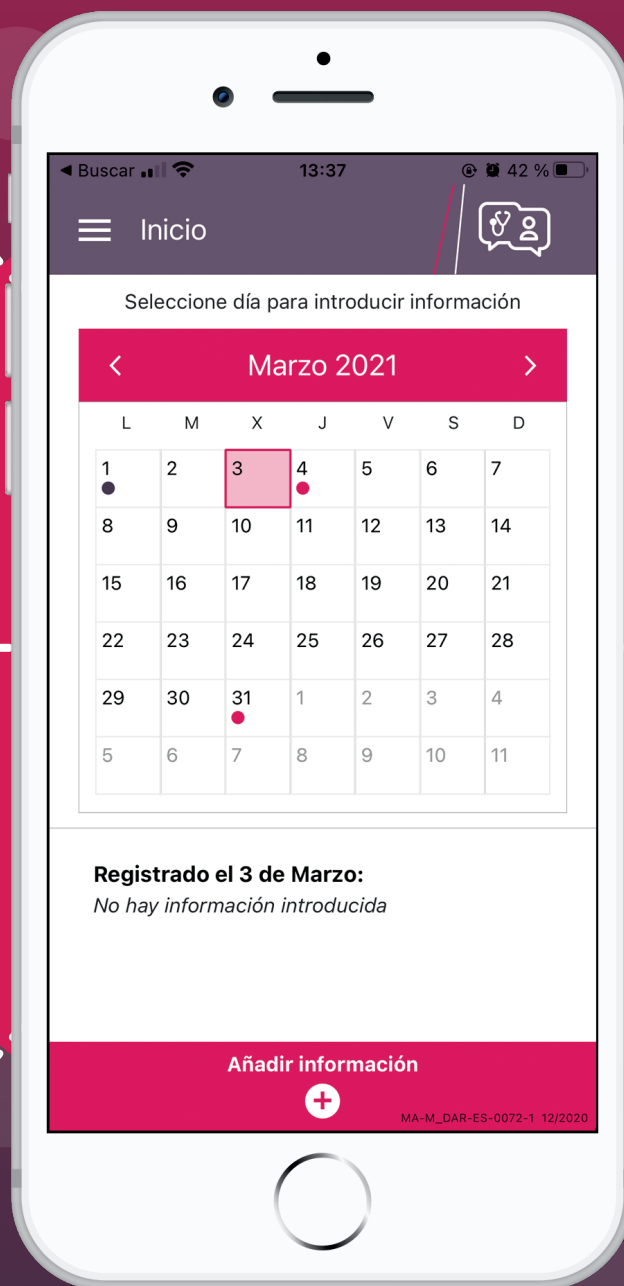 Buscar 13:37 42 %
Inicio
Seleccione día para introducir información
Marzo 2021
L M X J V S D
1 2 3 4 5 6 7
8 9 10 11 12 13 14
15 16 17 18 19 20 21
22 23 24 25 26 27 28
29 30 31 1 2 3 4
5 6 7 8 9 10 11
Registrado el 3 de Marzo:
No hay información introducida
Añadir información
MA-M_DAR-ES-0072-1 12/2020